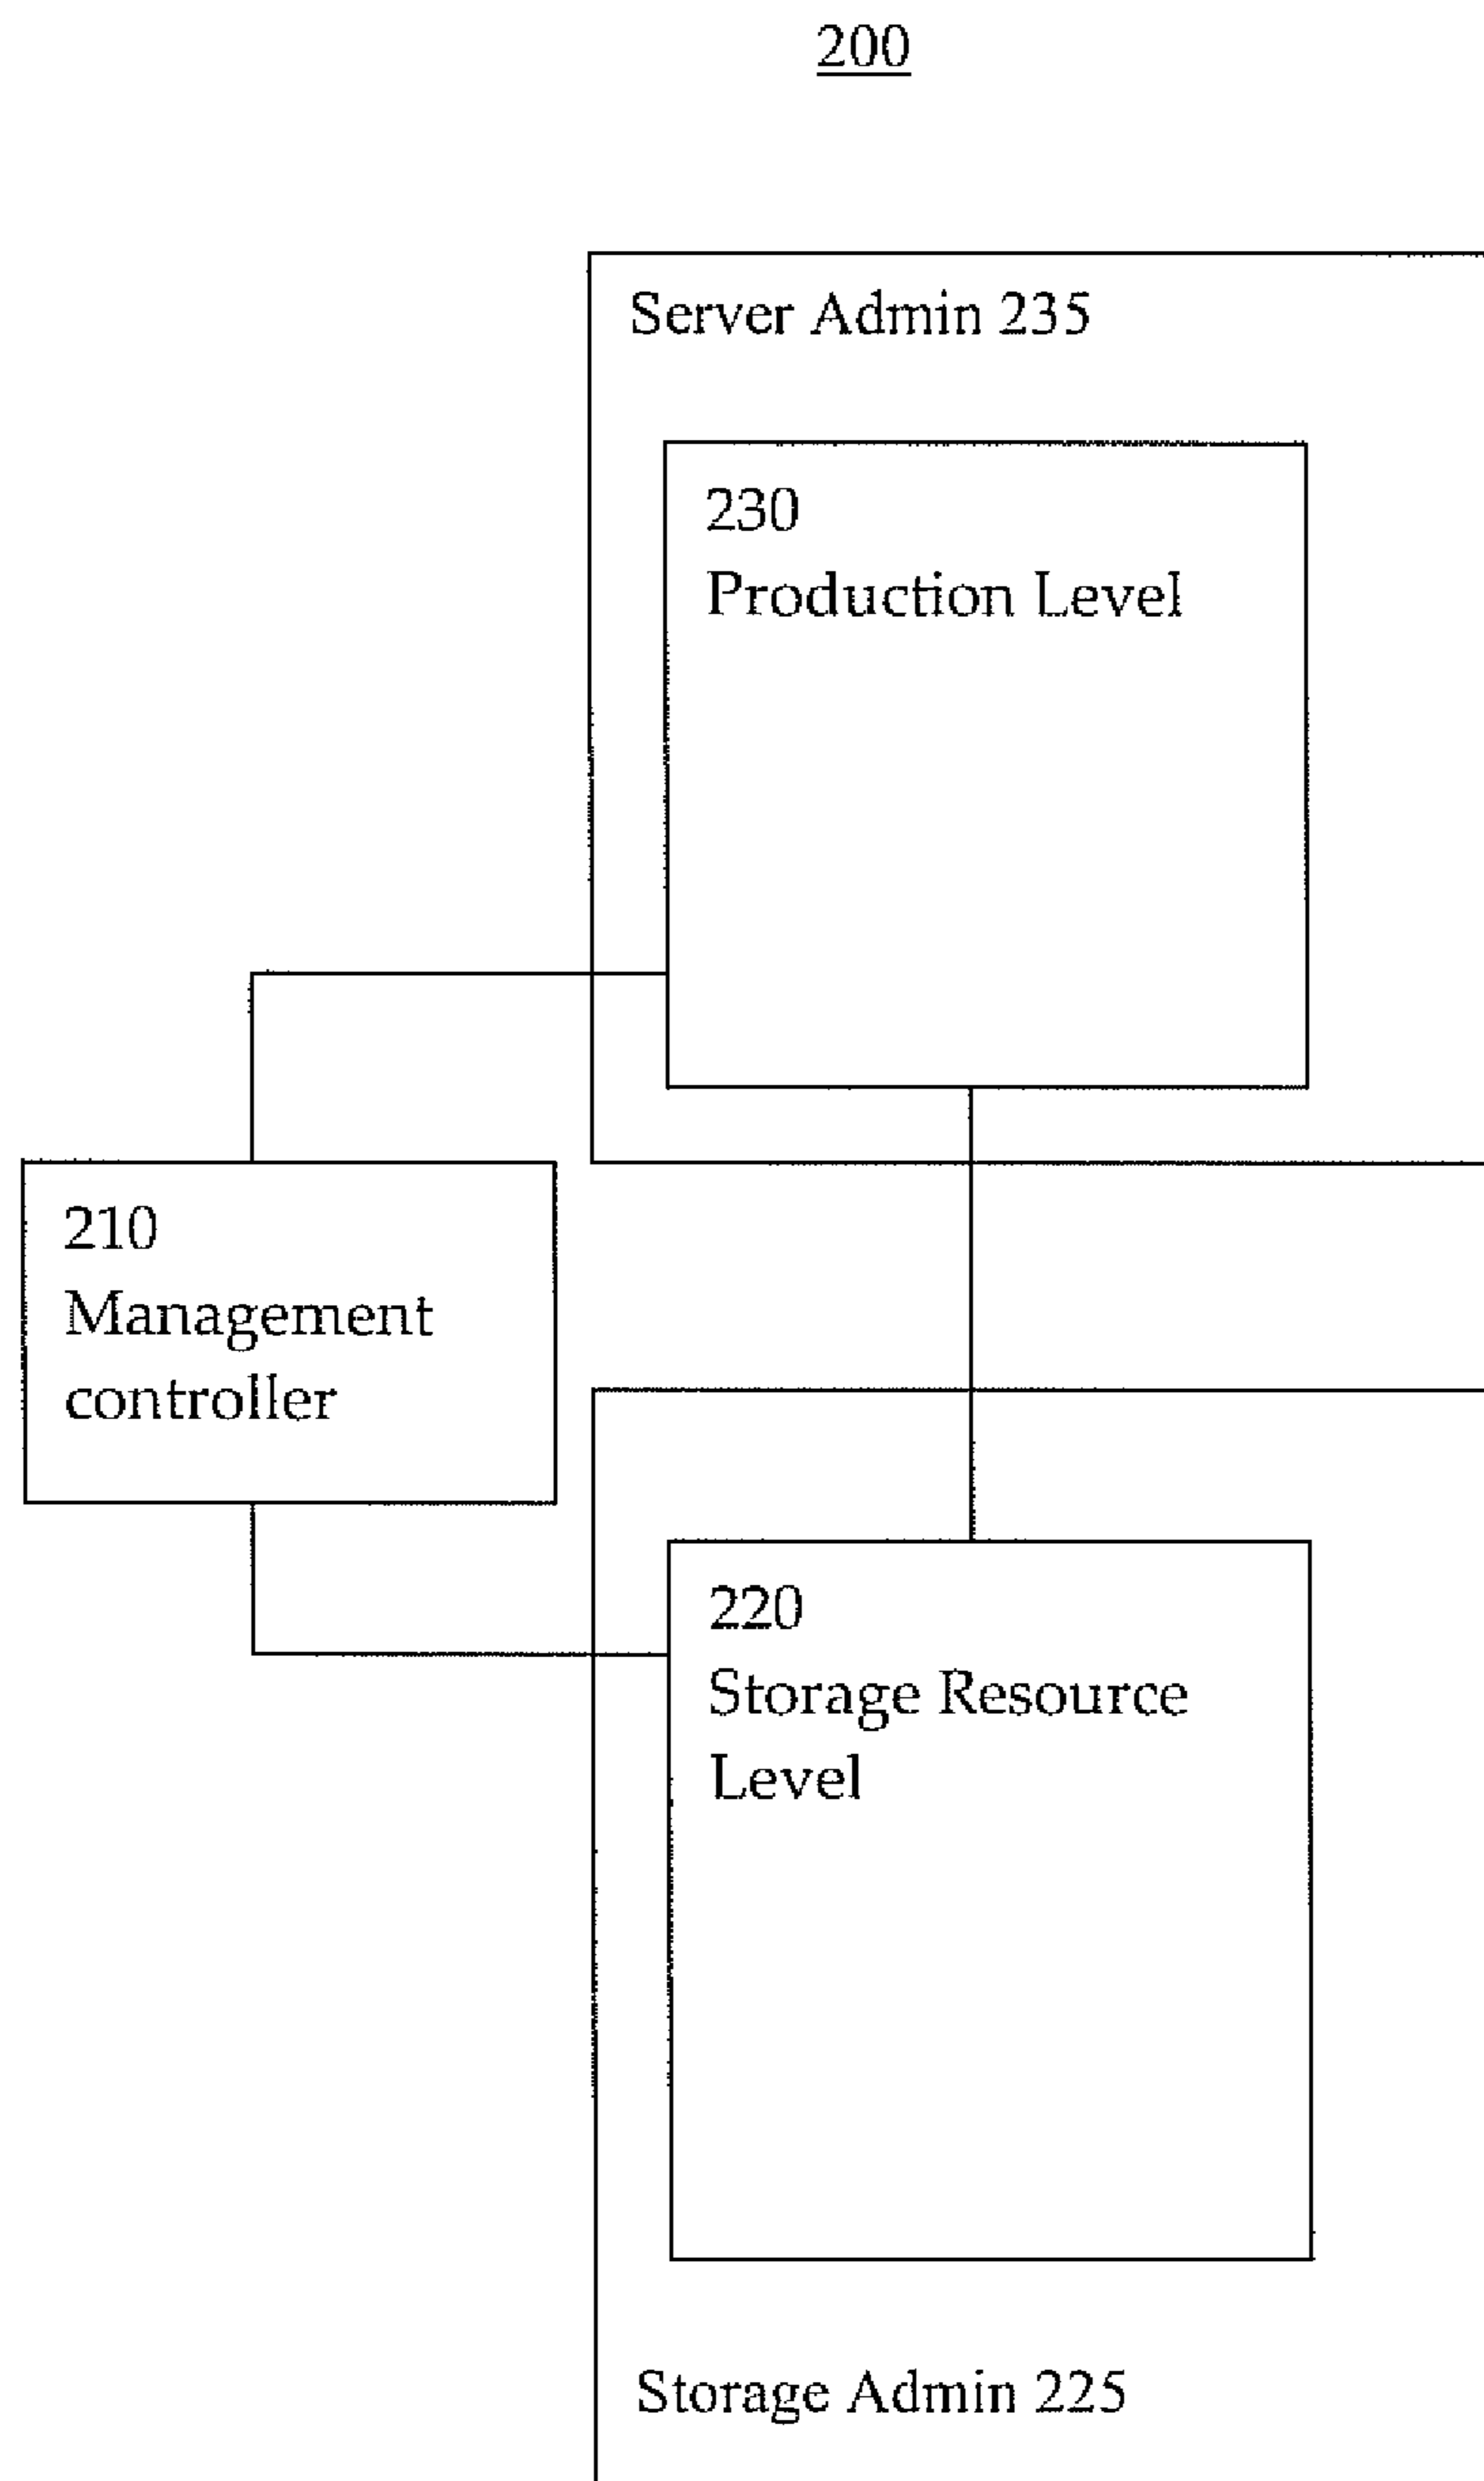 200
Server Admin 235
230
Production Level
210
Management
controller
220
Storage Resource
Level
Storage Admin 225